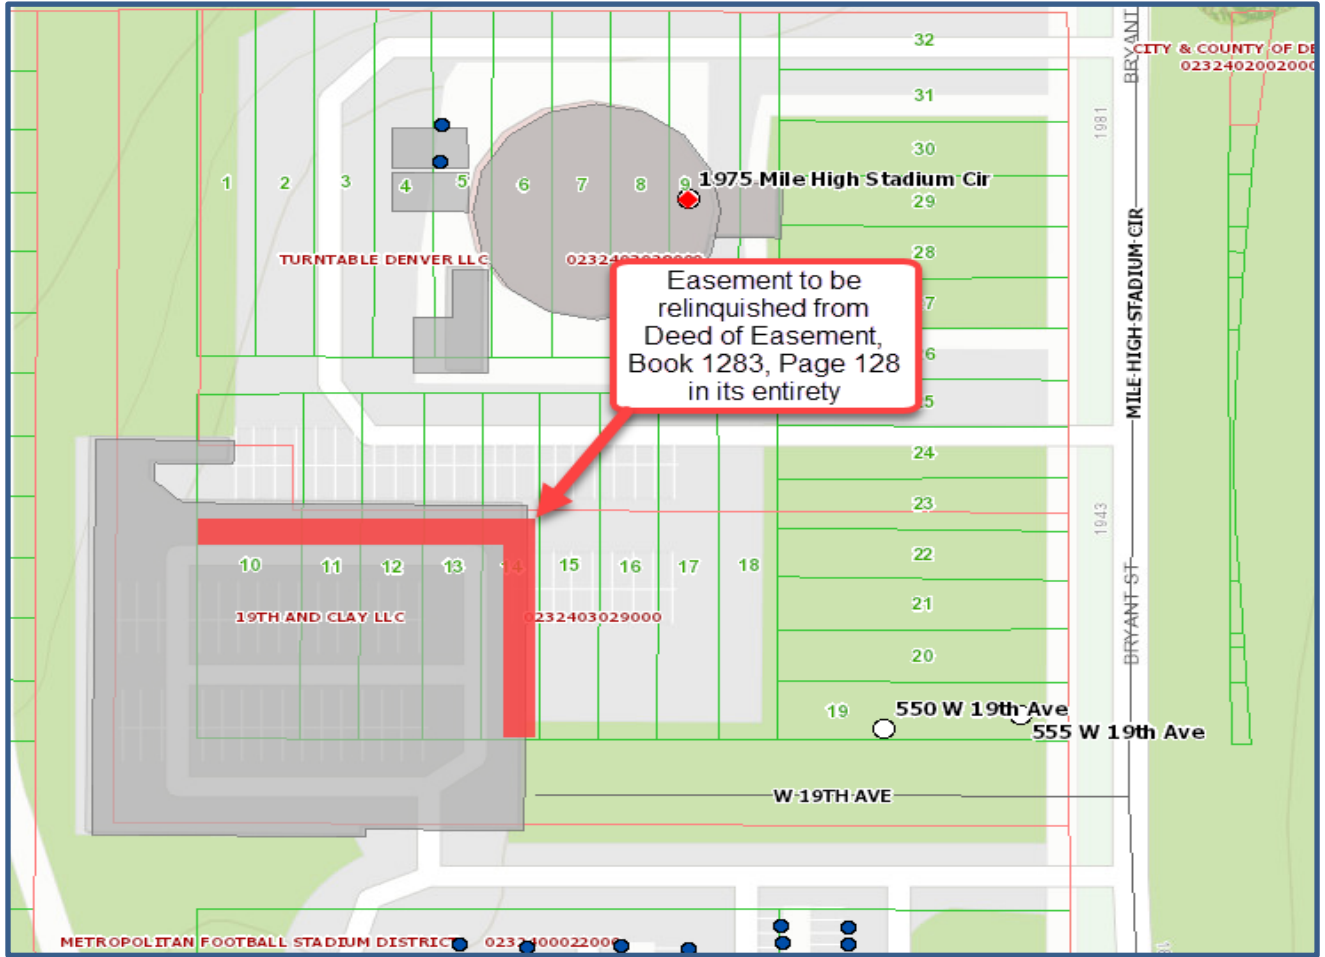 32
BRYANT
CITY & COUNTY OF DE
0232402002000
31
1981
30
1
2
3
4
5
6
7
8
9
1975 Mile High Stadium Cir
29
28
TURNTABLE DENVER LLC
Easement to be
relinquished from
Deed of Easement,
Book 1283, Page 128
in its entirety
7
26
25
MILE-HIGH-STADIUM-CIR
24
23
1943
22
10
11
12
13
14
15
16
17
18
21
19TH AND CLAY LLC
0232403029000
BRYANT ST
20
19
550 W 19th Ave
555 W 19th Ave
W 19TH AVE
METROPOLITAN FOOTBALL STADIUM DISTRICT
0232400022000